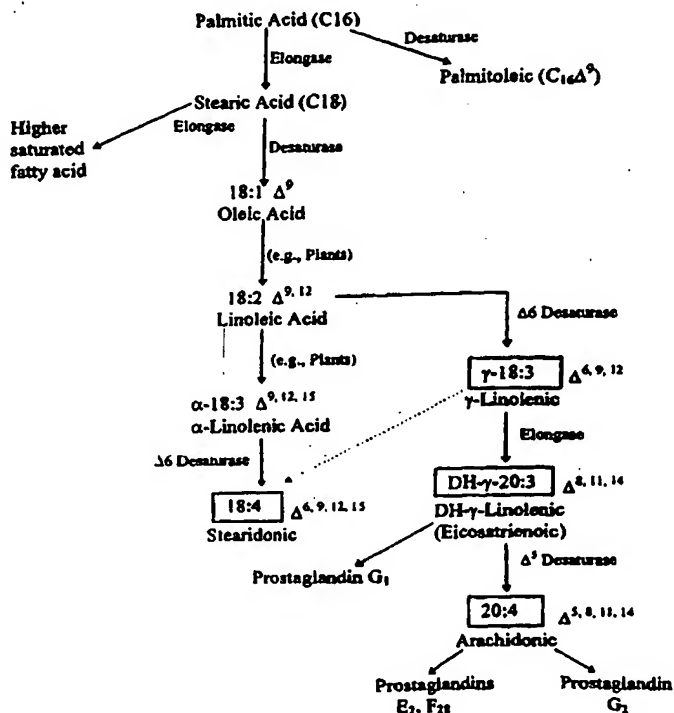 Palmitic Acid (C16)
Desaturase
Elongase
Palmitoleic (C₁₆Δ⁹)
Stearic Acid (C18)
Elongase
Higher
saturated
fatty acid
Desaturase
18:1 Δ⁹
Oleic Acid
(e.g., Plants)
18:2 Δ⁹, ¹²
Linoleic Acid
Δ6 Desaturase
(e.g., Plants)
γ-18:3 Δ⁶, ⁹, ¹²
γ-Linolenic
α-18:3 Δ⁹, ¹², ¹⁵
α-Linolenic Acid
Elongase
Δ6 Desaturase
DH-γ-20:3 Δ⁸, ¹¹, ¹⁴
DH-γ-Linolenic
(Eicosatrienoic)
18:4 Δ⁶, ⁹, ¹², ¹⁵
Stearidonic
Δ⁵ Desaturase
Prostaglandin G₁
20:4 Δ⁵, ⁸, ¹¹, ¹⁴
Arachidonic
Prostaglandins
E₂,
Prostaglandin
G₂